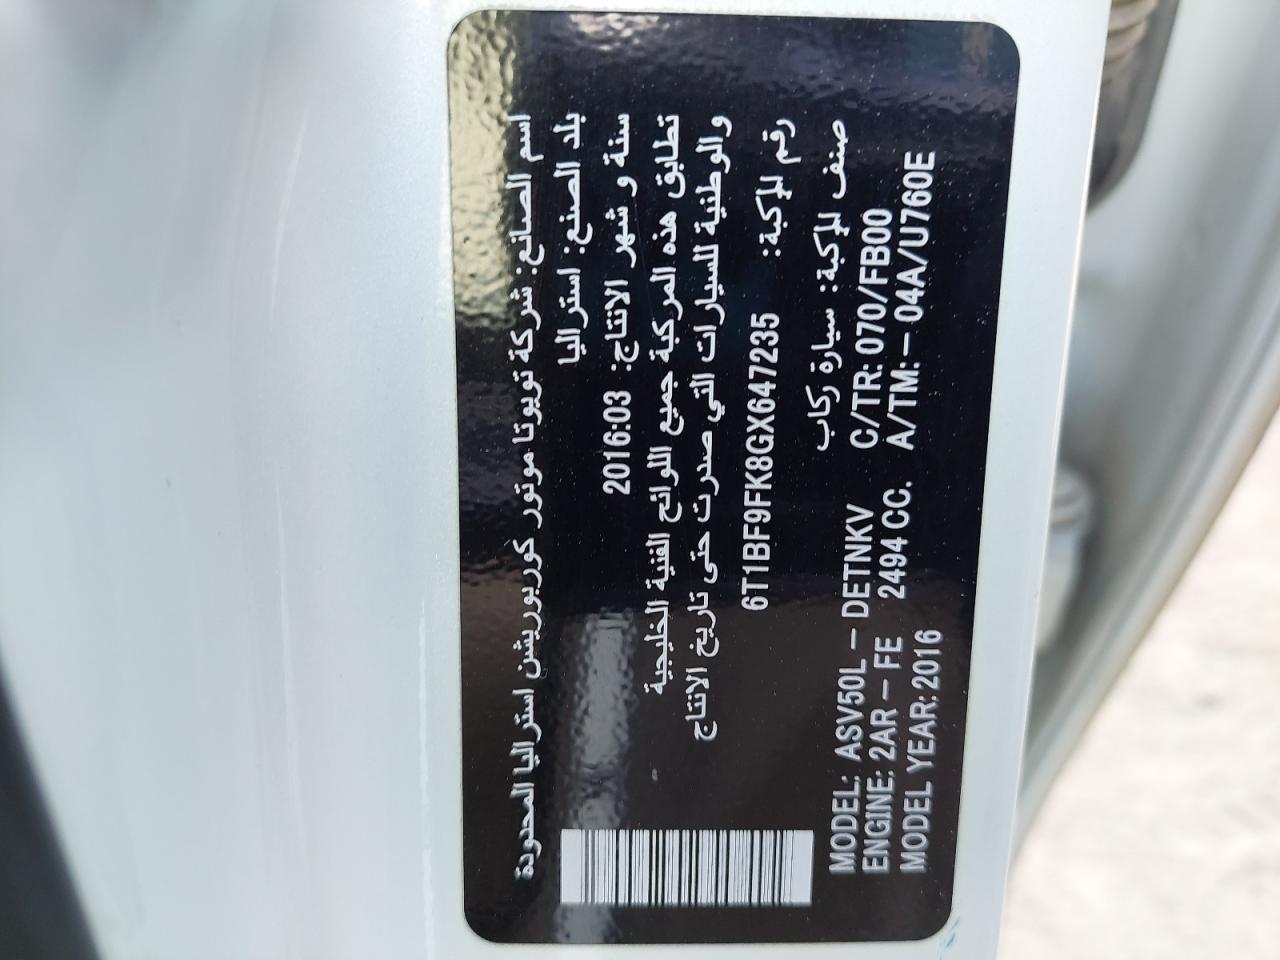 اسم الصانع: شركة تويوتا موتور كوربوريشن استراليا المحدودة
بلد الصنع: استراليا
سنة و شهر الانتاج: 2016:03
تطابق هذه المركبة جميع اللوائح الفنية الخليجية
والوطنية للسيارات التي صدرت حتى تاريخ الانتاج
رقم المركبة: 6T1BF9FK8GX647235
صنف المركبة: سيارة ركاب
MODEL: ASV50L – DETNKV C/TR: 070/FB00
ENGINE: 2AR – FE 2494 CC. A/TM: – 04A/U760E
MODEL YEAR: 2016